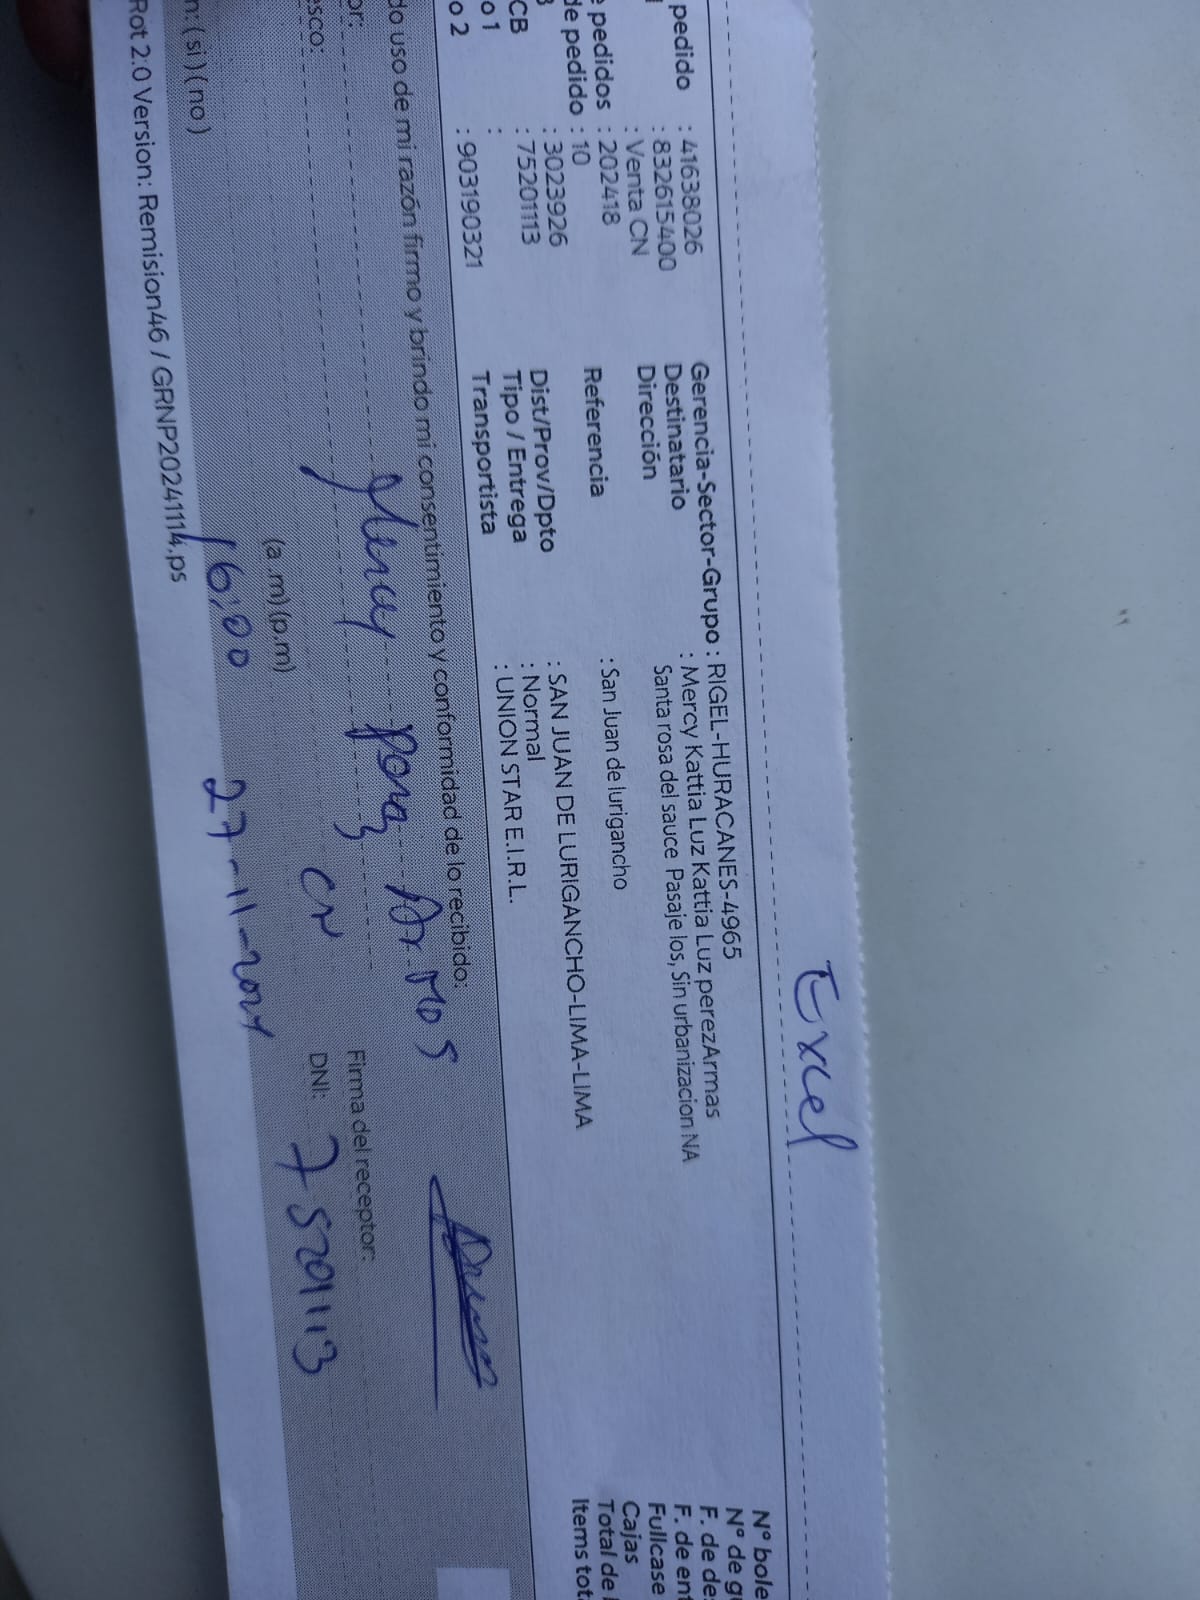 Excel
pedido : 41638026
: 832615400
: Venta CN
e pedidos : 202418
de pedido : 10
: 3023926
CB : 75201113
o 1 :
o 2 : 903190321
Gerencia-Sector-Grupo : RIGEL-HURACANES-4965
Destinatario : Mercy Kattia Luz Kattia Luz perezArmas
Dirección Santa rosa del sauce Pasaje los, Sin urbanizacion NA
Referencia : San Juan de lurigancho
Dist/Prov/Dpto : SAN JUAN DE LURIGANCHO-LIMA-LIMA
Tipo / Entrega : Normal
Transportista : UNION STAR E.I.R.L.
N° bole
N° de g
F. de de
F. de ent
Fullcase
Cajas
Total de
Items tot
do uso de mi razón firmo y brindo mi consentimiento y conformidad de lo recibido:
or:
Firma del receptor:
esco: CN
DNI: 75201113
(a.m)(p.m)
n: ( si ) ( no ) 16:00 27-11-2024
Rot 2:0 Version: Remision46 / GRNP20241114.ps